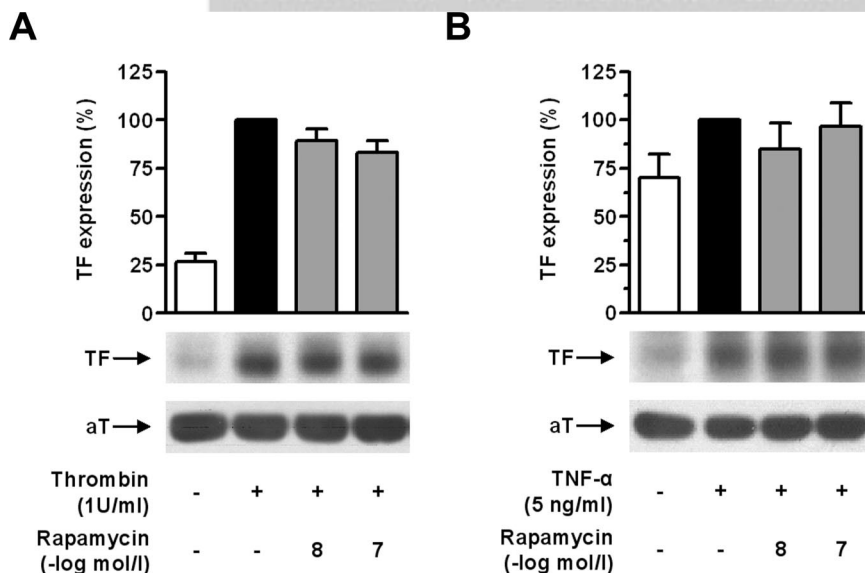 A
B
125
100
75
50
25
0
TF expression (%)
125
100
75
50
25
0
TF expression (%)
TF
TF
aT
aT
Thrombin
(1U/ml)
- + + +
TNF-α
(5 ng/ml)
- + + +
Rapamycin
(-log mol/l)
- - 8 7
Rapamycin
(-log mol/l)
- - 8 7